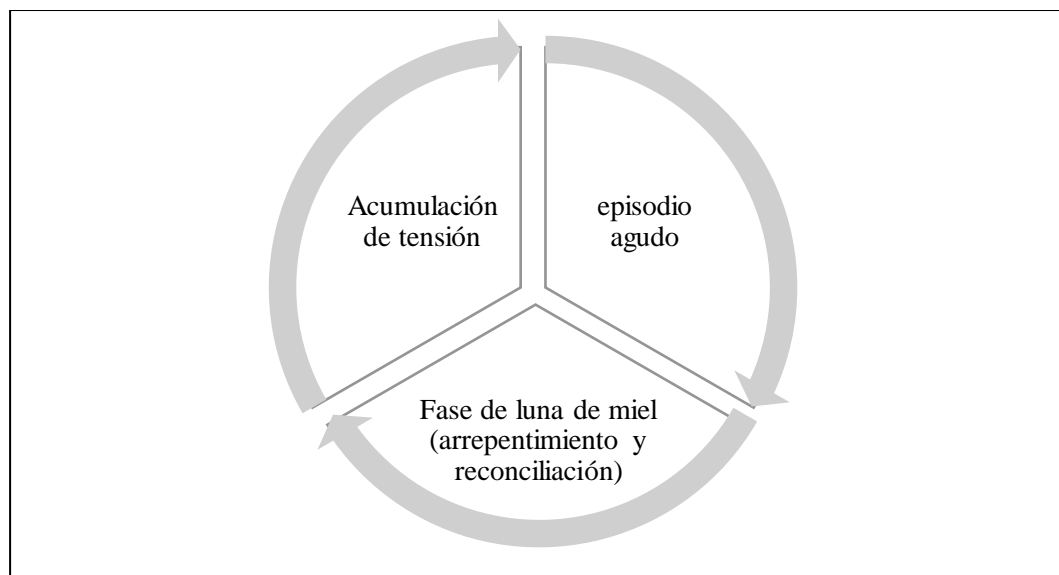 Acumulación
de tensión
episodio
agudo
Fase de luna de miel
(arrepentimiento y
reconciliación)